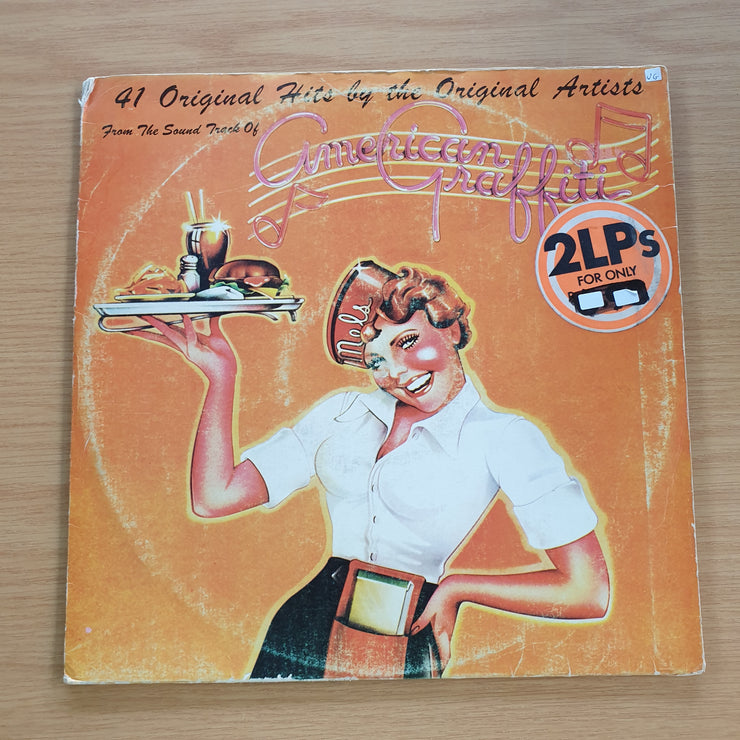 VG
41 Original Hits by the Original Artists
From The Sound Track Of
American
Graffiti
2LPs
FOR ONLY
Mels